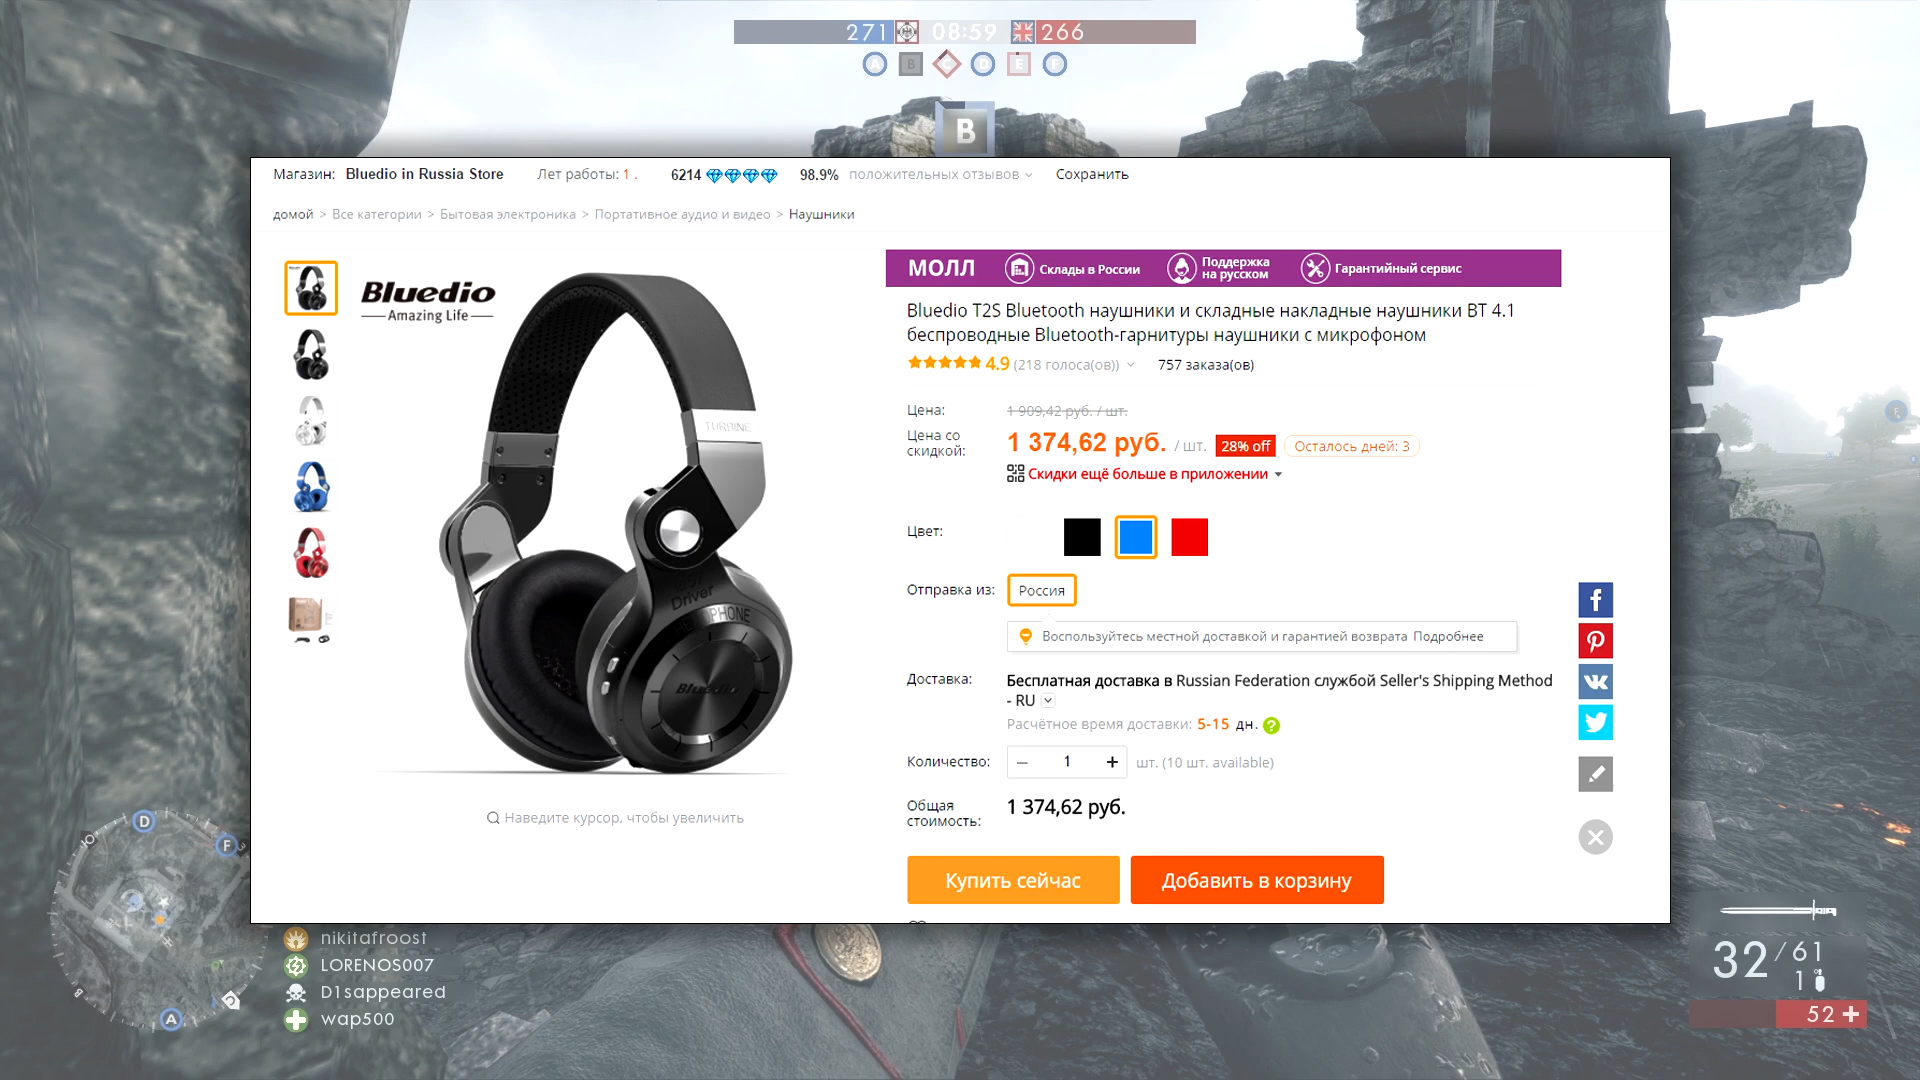 271 08:59 266
A B C D E F
B
Магазин: Bluedio in Russia Store Лет работы: 1 . 6214 98.9% положительных отзывов Сохранить
домой > Все категории > Бытовая электроника > Портативное аудио и видео > Наушники
Bluedio
Amazing Life
TURBINE
Driver
HEADPHONE
Bluedio
МОЛЛ Склады в России Поддержка на русском Гарантийный сервис
Bluedio T2S Bluetooth наушники и складные накладные наушники BT 4.1
беспроводные Bluetooth-гарнитуры наушники с микрофоном
4.9 (218 голоса(ов)) 757 заказа(ов)
Цена: 1 909,42 руб. / шт.
Цена со скидкой: 1 374,62 руб. / шт. 28% off Осталось дней: 3
Скидки ещё больше в приложении
Цвет:
Отправка из: Россия
Воспользуйтесь местной доставкой и гарантией возврата Подробнее
Доставка: Бесплатная доставка в Russian Federation службой Seller's Shipping Method
- RU
Расчётное время доставки: 5-15 дн. ?
Количество: – 1 + шт. (10 шт. available)
Общая стоимость: 1 374,62 руб.
Наведите курсор, чтобы увеличить
Купить сейчас Добавить в корзину
D
F
Ю
В
A
nikitafroost
LORENOS007
D1sappeared
wap500
32 / 61
1
52